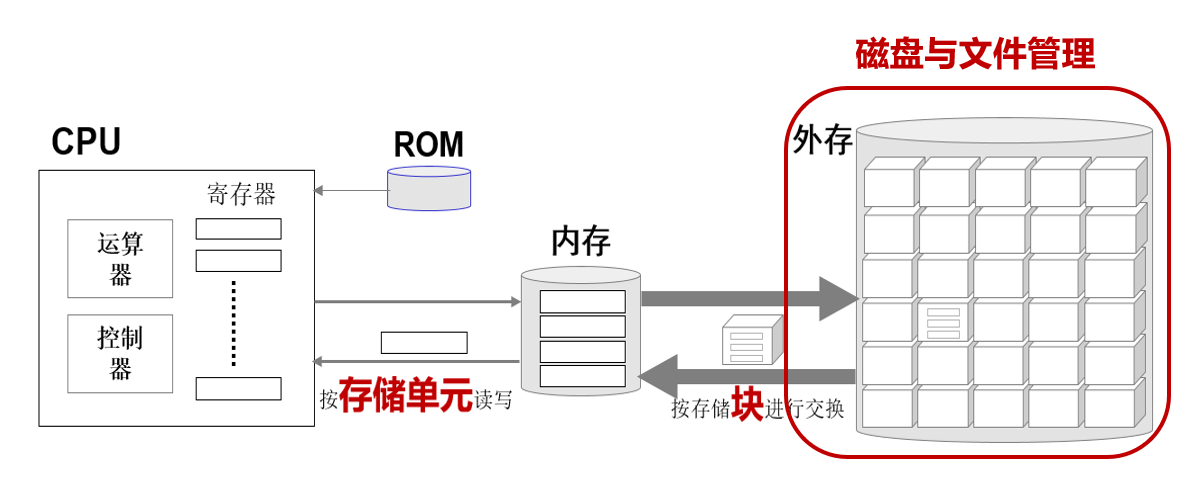 磁盘与文件管理
CPU
ROM
外存
寄存器
运算
器
内存
控制
器
按存储单元读写
按存储块进行交换